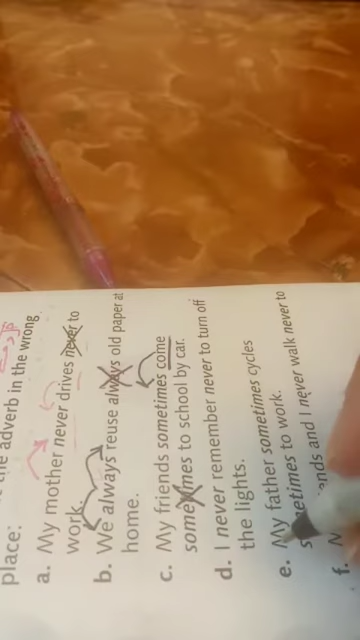 the adverb in the wrong
place:
a. My mother never drives never to
work.
b. We always reuse always old paper at
home.
c. My friends sometimes come
sometimes to school by car.
d. I never remember never to turn off
the lights.
e. My father sometimes cycles
sometimes to work.
f. ands and I never walk never to